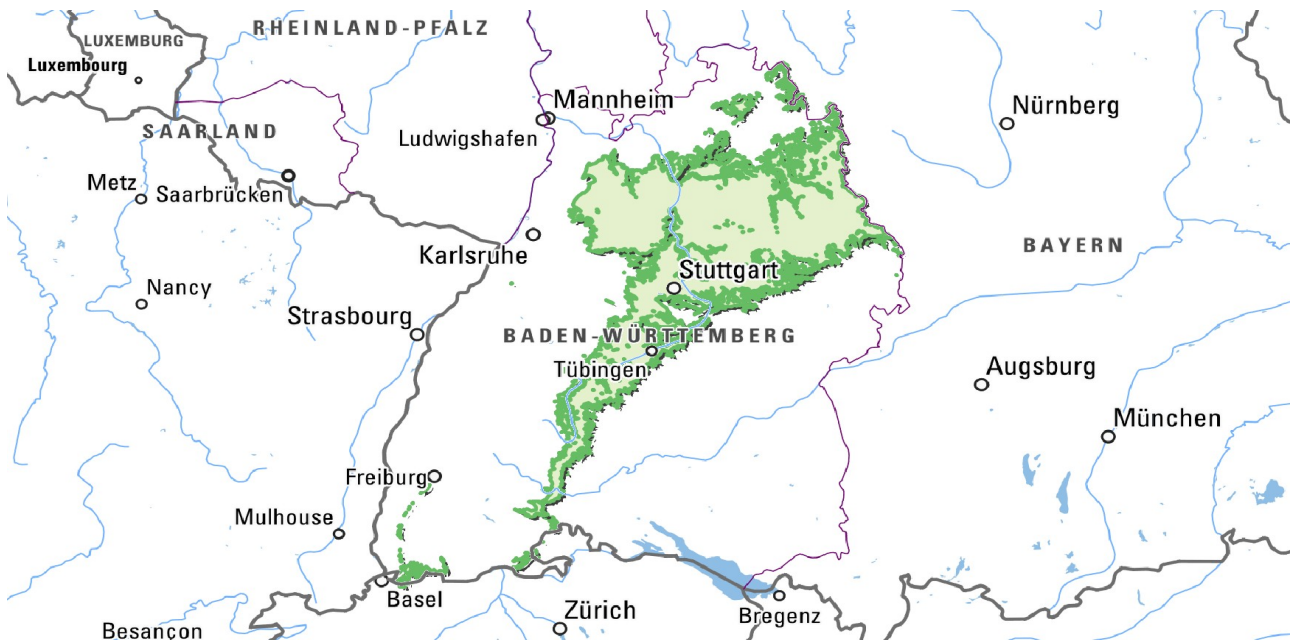 RHEINLAND-PFALZ
LUXEMBURG
Luxembourg
Mannheim
Nürnberg
SAARLAND
Ludwigshafen
Metz
Saarbrücken
Karlsruhe
BAYERN
Stuttgart
Nancy
Strasbourg
BADEN-WÜRTTEMBERG
Tübingen
Augsburg
München
Freiburg
Mulhouse
Basel
Zürich
Bregenz
Besançon